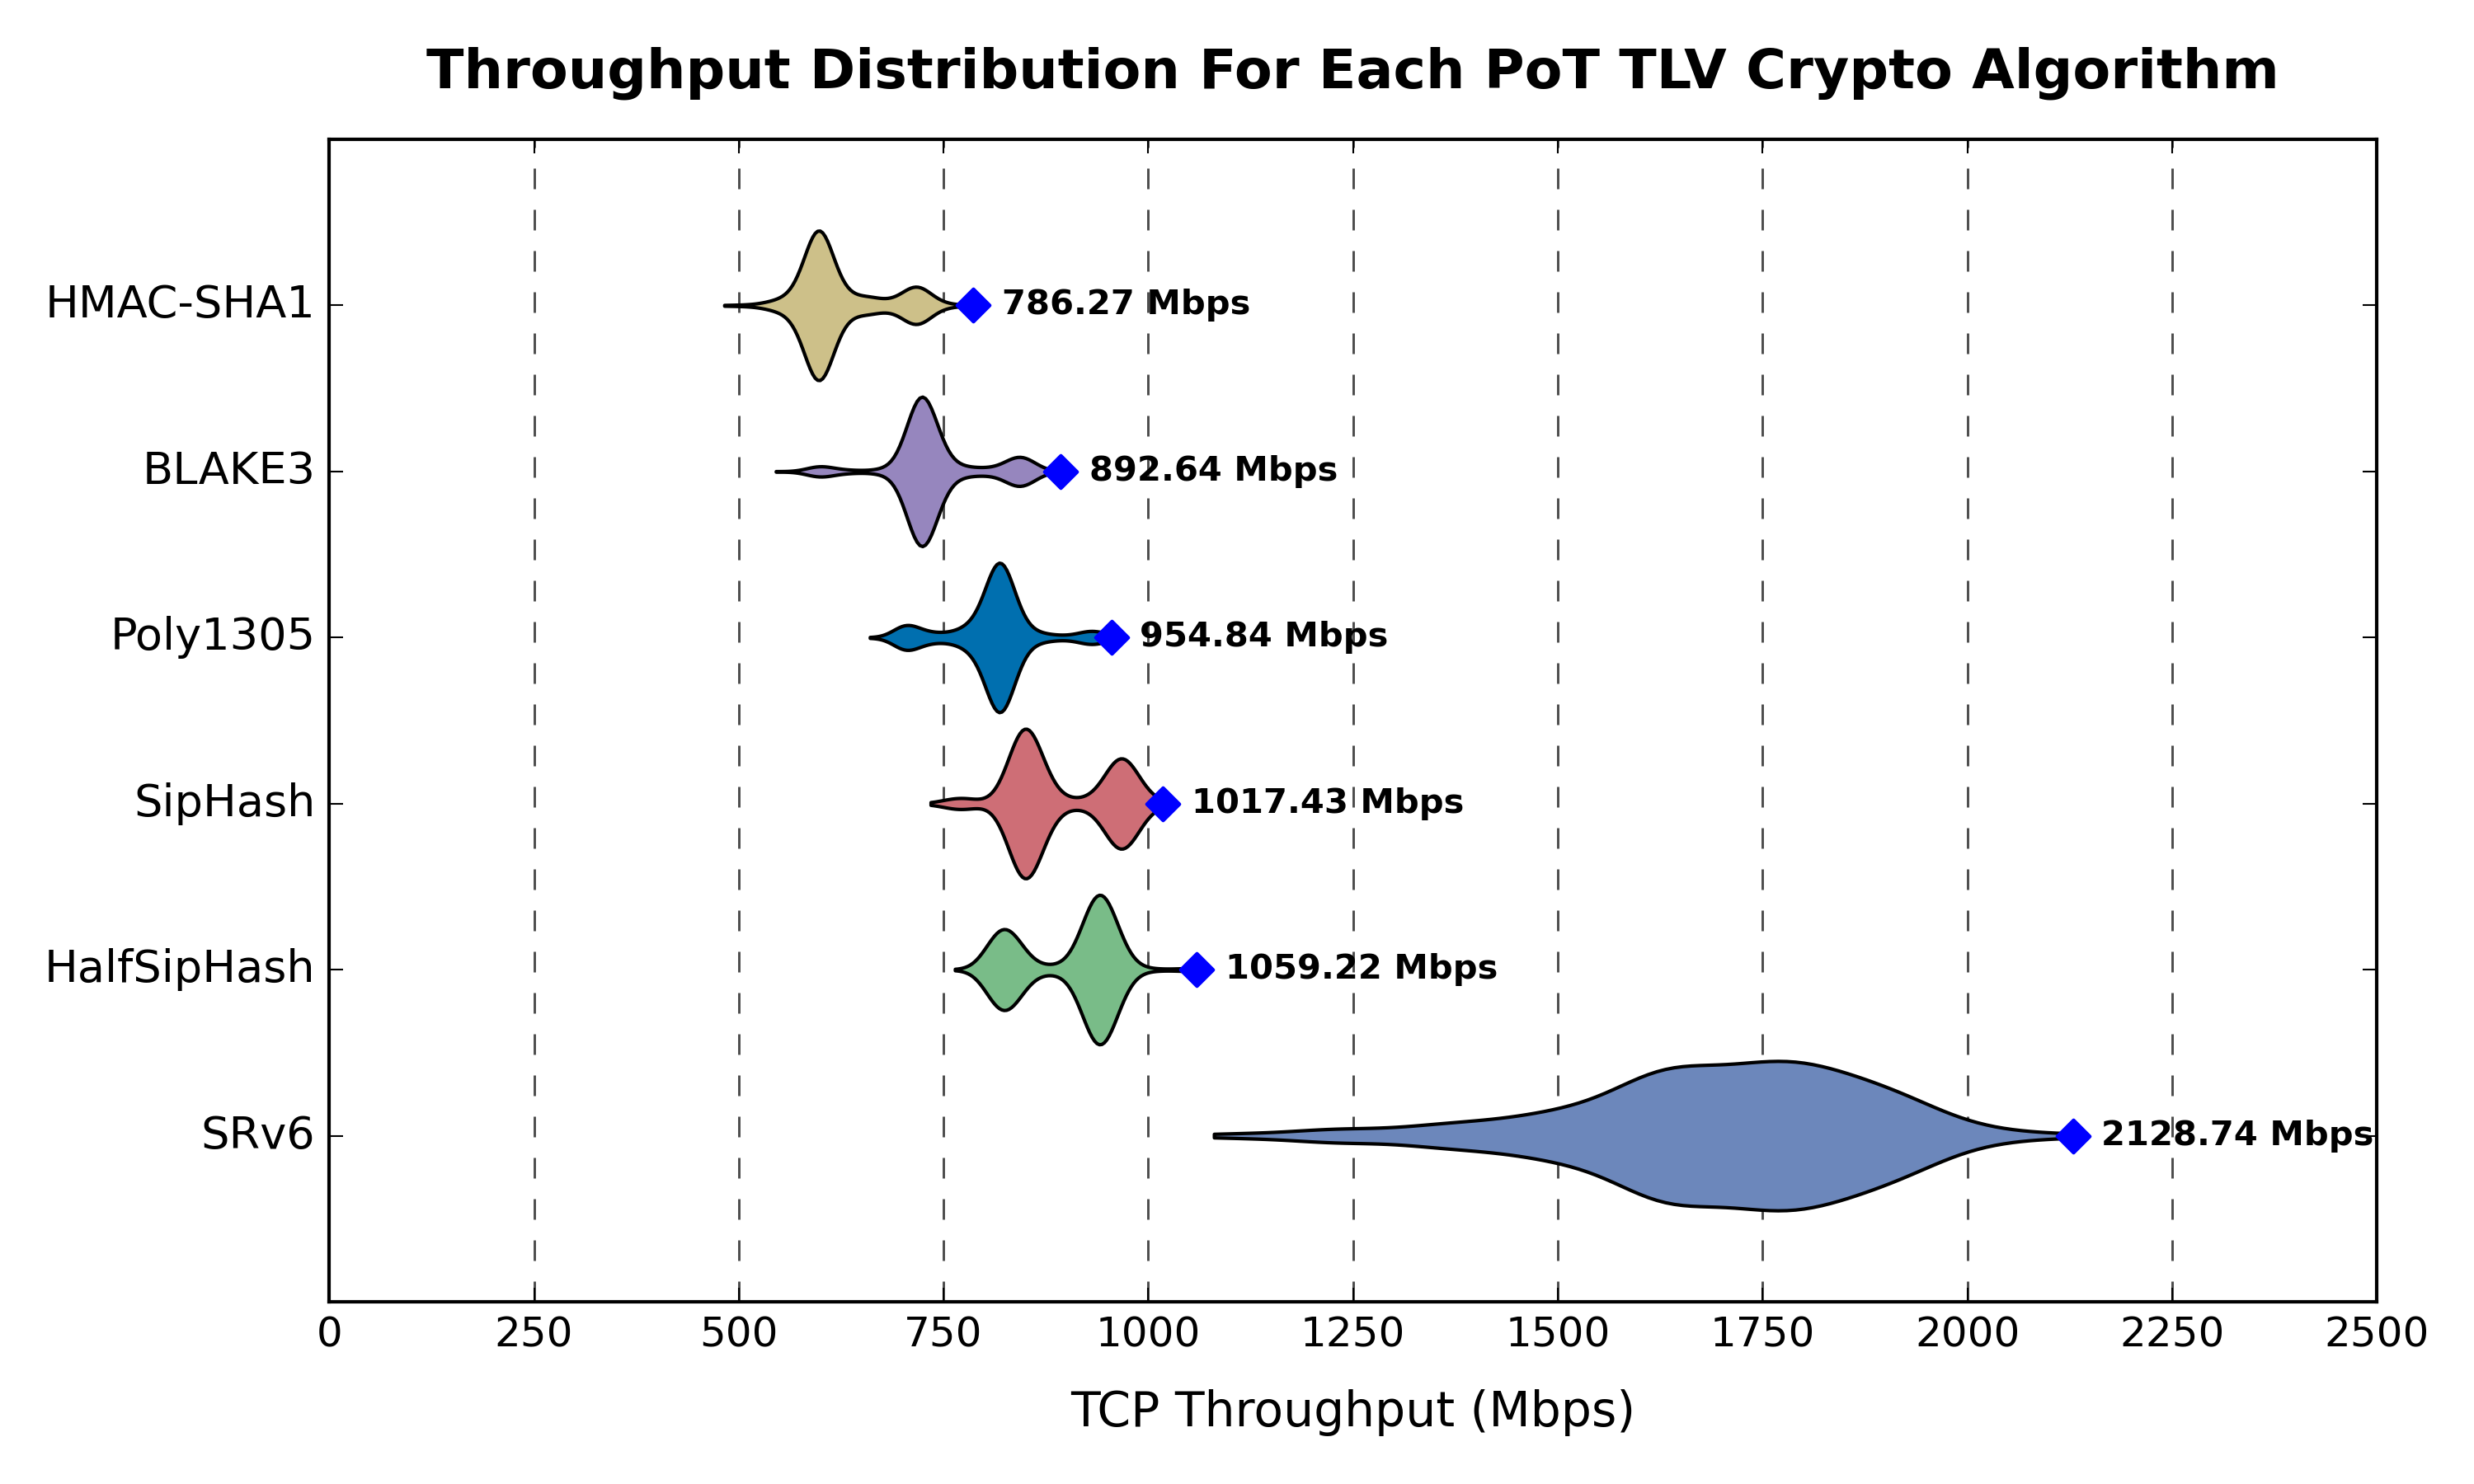 Throughput Distribution For Each PoT TLV Crypto Algorithm
HMAC-SHA1
786.27 Mbps
BLAKE3
892.64 Mbps
Poly1305
954.84 Mbps
SipHash
1017.43 Mbps
HalfSipHash
1059.22 Mbps
SRv6
2128.74 Mbps
0 250 500 750 1000 1250 1500 1750 2000 2250 2500
TCP Throughput (Mbps)